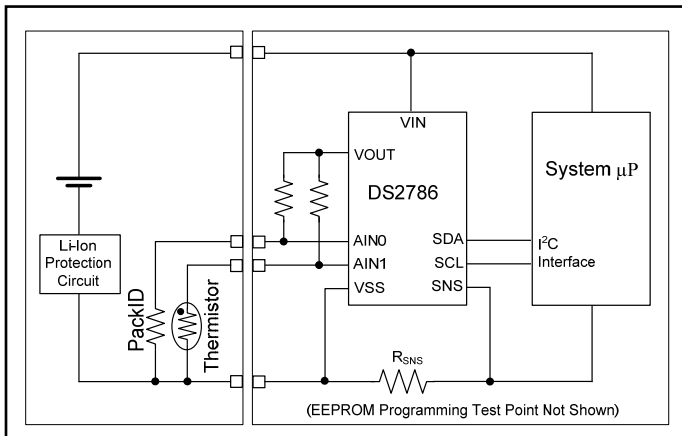 VIN
VOUT
DS2786
System μP
Li-Ion
Protection
Circuit
PackID
Thermistor
AIN0
AIN1
VSS
SDA
SCL
SNS
I²C
Interface
R_SNS
(EEPROM Programming Test Point Not Shown)